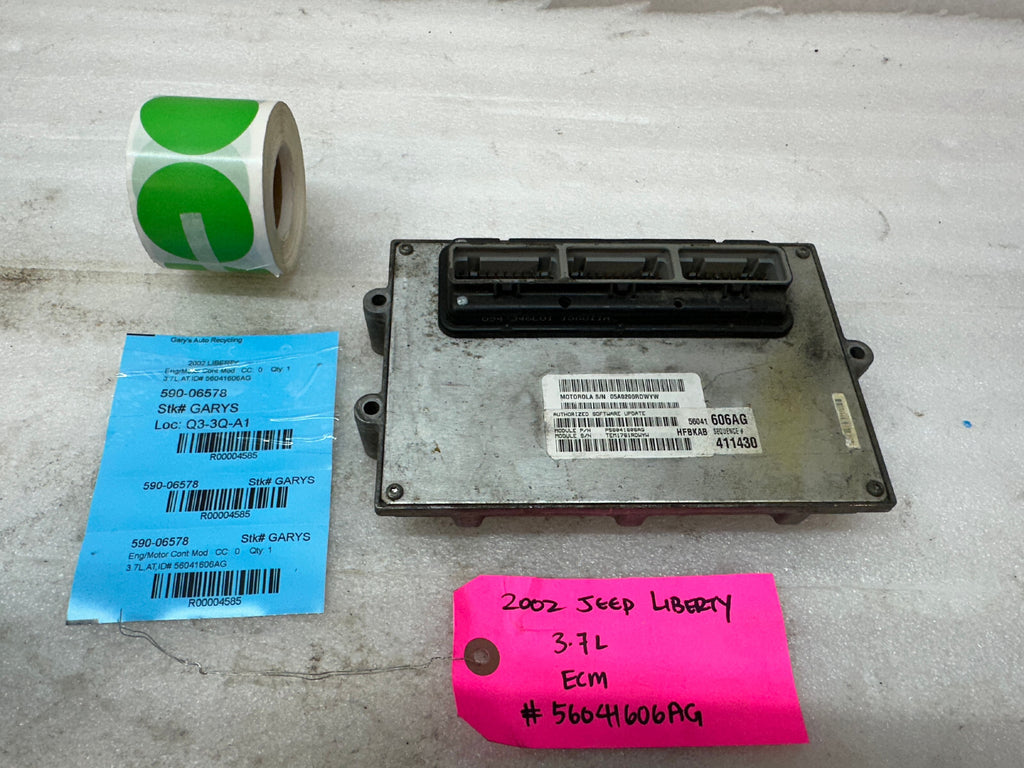 Gary's Auto Recycling
2002 LIBERTY
Eng/Motor Cont Mod CC: 0 Qty: 1
3.7L,AT,ID# 56041606AG
590-06578
Stk# GARYS
Loc: Q3-3Q-A1
R00004585
590-06578 Stk# GARYS
R00004585
590-06578 Stk# GARYS
Eng/Motor Cont Mod CC: 0 Qty: 1
3.7L,AT,ID# 56041606AG
R00004585
MOTOROLA S/N 05A9200RDWYW
AUTHORIZED SOFTWARE UPDATE
MODULE P/N P56041606AG
MODULE S/N TEM1701RDWYW
56041 606AG
HFBKAB SEQUENCE #
411430
2002 JEEP LIBERTY
3.7L
ECM
# 56041606AG